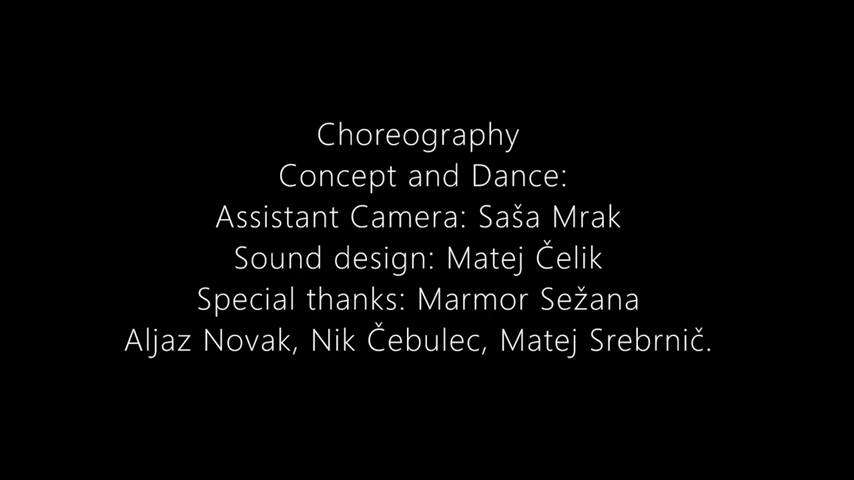 Choreography
Concept and Dance:
Assistant Camera: Saša Mrak
Sound design: Matej Čelik
Special thanks: Marmor Sežana
Aljaz Novak, Nik Čebulec, Matej Srebrnič.